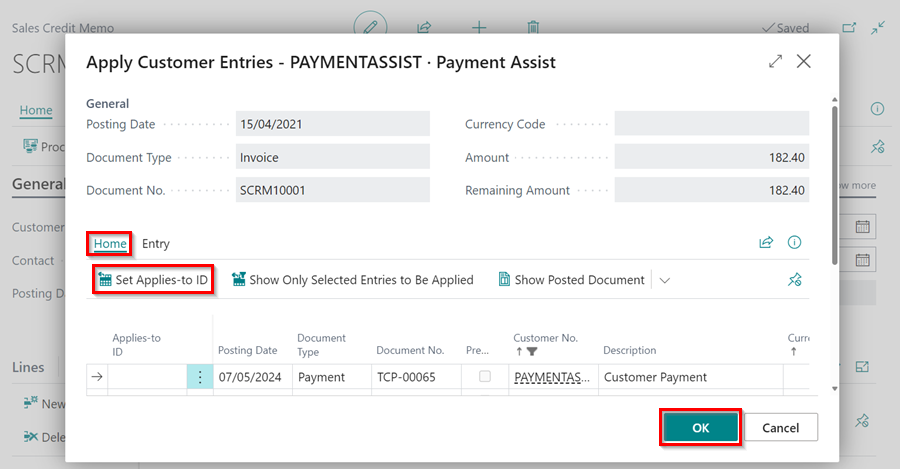 Sales Credit Memo
Saved
SCRM
Apply Customer Entries - PAYMENTASSIST · Payment Assist
Home
Proc
General
Show more
Customer
Contact
Posting D
General
Posting Date 15/04/2021 Currency Code
Document Type Invoice Amount 182.40
Document No. SCRM10001 Remaining Amount 182.40
Home Entry
Set Applies-to ID Show Only Selected Entries to Be Applied Show Posted Document
Applies-to ID Posting Date Document Type Document No. Pre... Customer No. Description Curre
07/05/2024 Payment TCP-00065 PAYMENTAS... Customer Payment
Lines
New
Dele
OK Cancel